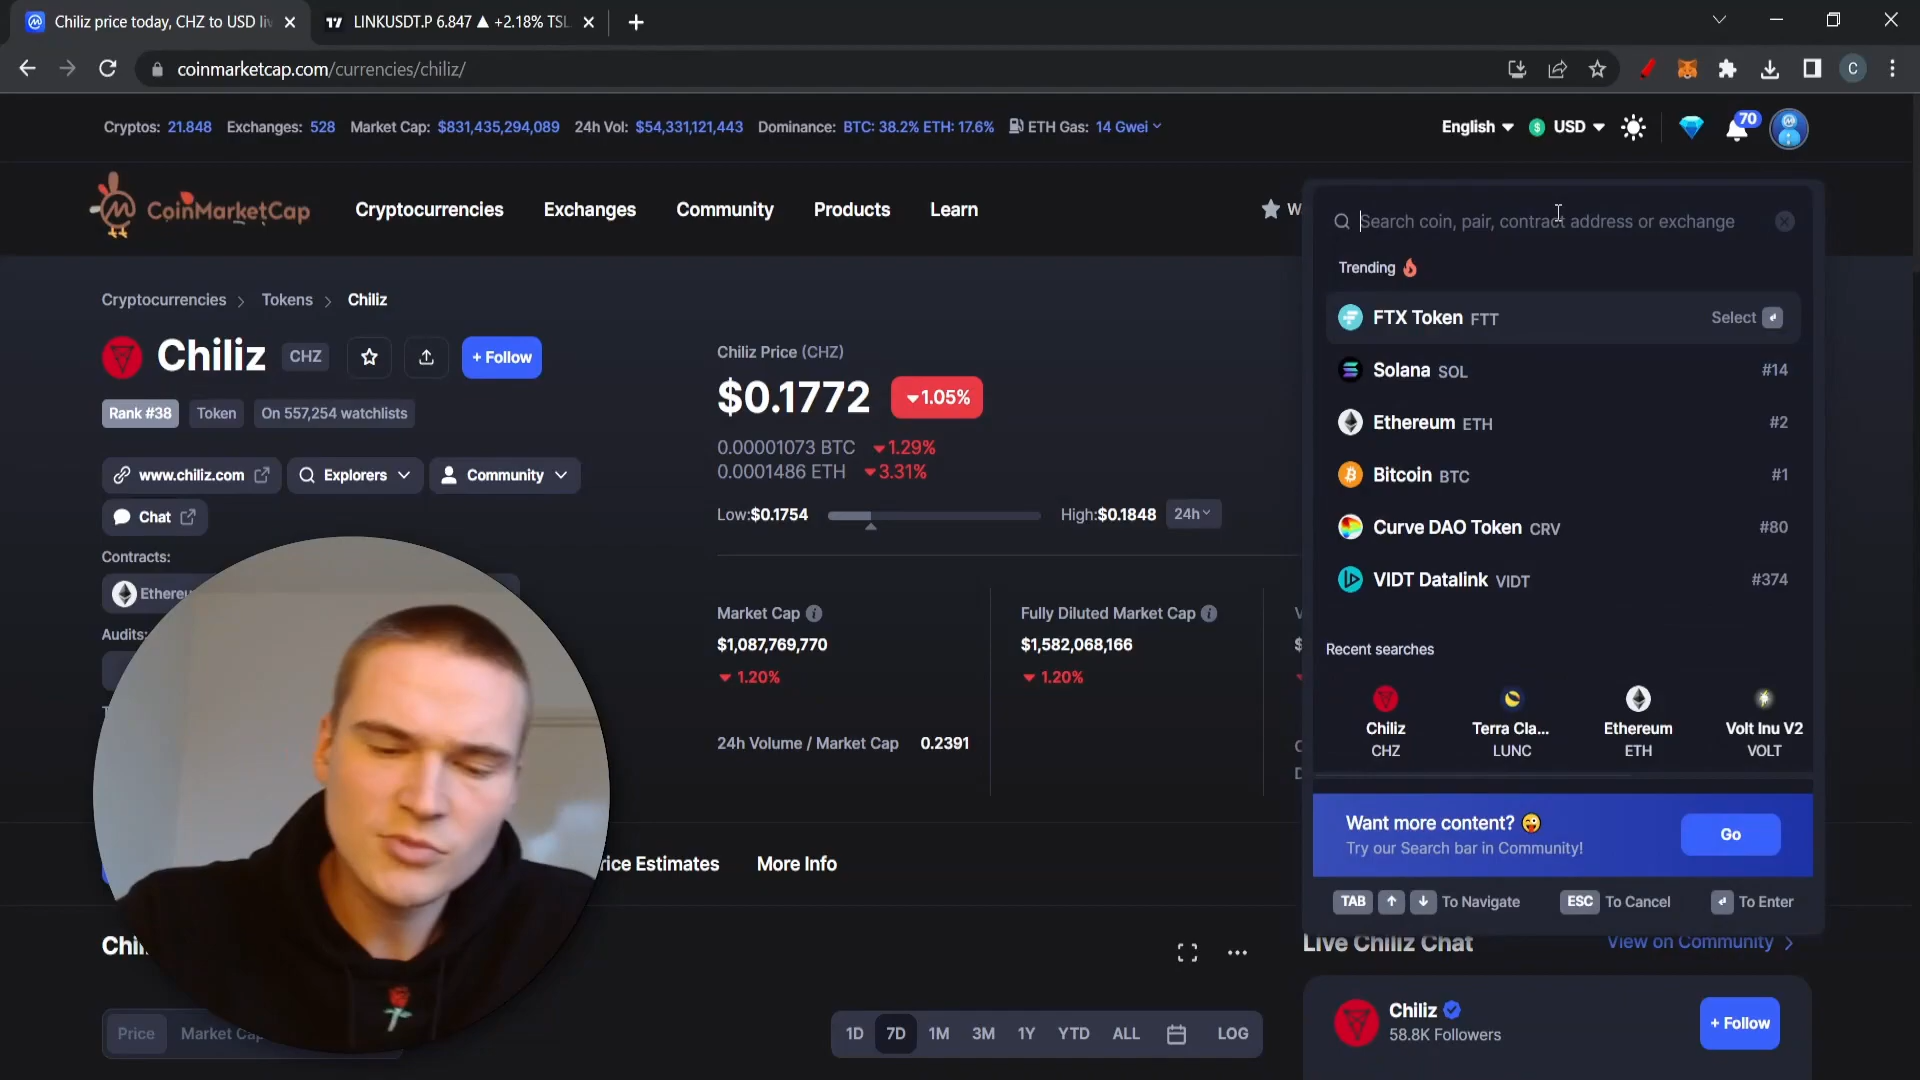 Chiliz price today, CHZ to USD liv
LINKUSDT.P 6.847 ▲ +2.18% TSL
coinmarketcap.com/currencies/chiliz/
C
Cryptos: 21.848 Exchanges: 528 Market Cap: $831,435,294,089 24h Vol: $54,331,121,443 Dominance: BTC: 38.2% ETH: 17.6% ETH Gas: 14 Gwei
English USD 70
CoinMarketCap
Cryptocurrencies Exchanges Community Products Learn
W
Search coin, pair, contract address or exchange
Trending
FTX Token FTT Select
Solana SOL #14
Ethereum ETH #2
Bitcoin BTC #1
Curve DAO Token CRV #80
VIDT Datalink VIDT #374
Recent searches
Chiliz Terra Cla... Ethereum Volt Inu V2
CHZ LUNC ETH VOLT
Want more content?
Try our Search bar in Community!
Go
TAB ↑ ↓ To Navigate ESC To Cancel To Enter
Cryptocurrencies > Tokens > Chiliz
Chiliz CHZ + Follow
Rank #38 Token On 557,254 watchlists
www.chiliz.com Explorers Community
Chat
Contracts:
Audits:
Chiliz Price (CHZ)
$0.1772 1.05%
0.00001073 BTC 1.29%
0.0001486 ETH 3.31%
Low:$0.1754 High:$0.1848 24h
Market Cap
$1,087,769,770
1.20%
Fully Diluted Market Cap
$1,582,068,166
1.20%
24h Volume / Market Cap 0.2391
rice Estimates More Info
Price Market Cap
1D 7D 1M 3M 1Y YTD ALL LOG
Live Chiliz Chat View on Community >
Chiliz
58.8K Followers
+ Follow